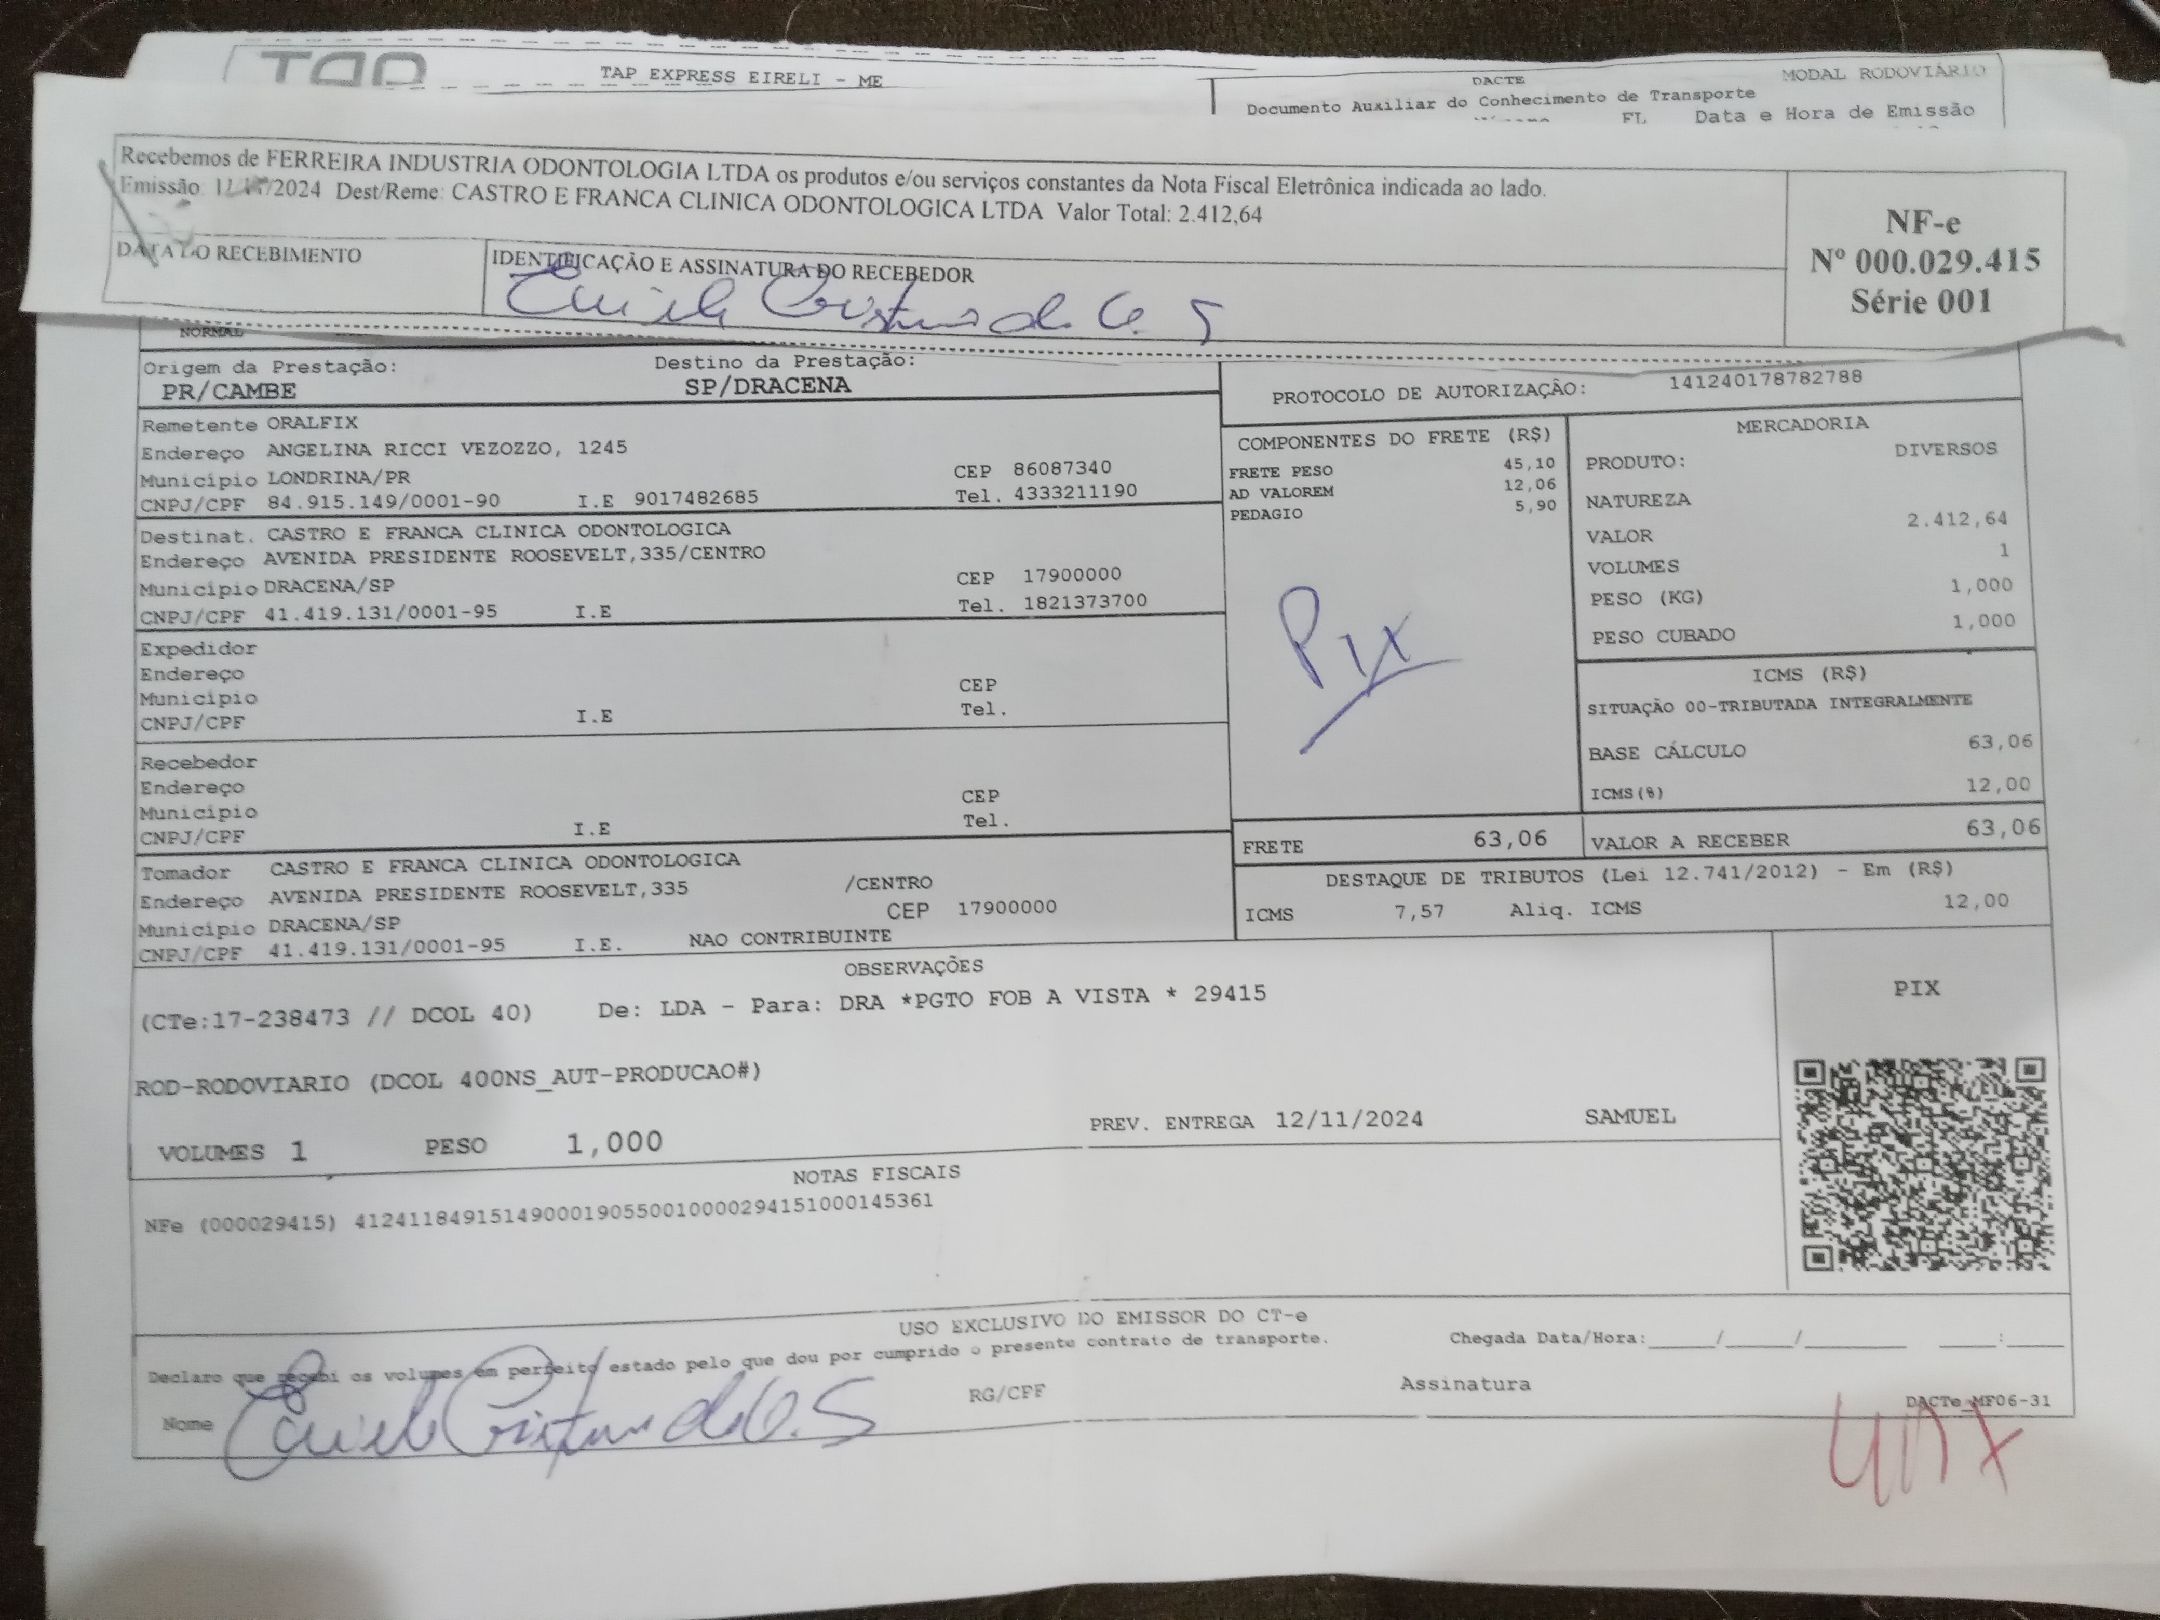 TAP EXPRESS EIRELI - ME
DACTE
MODAL RODOVIÁRIO
Documento Auxiliar do Conhecimento de Transporte
FL Data e Hora de Emissão
Recebemos de FERREIRA INDUSTRIA ODONTOLOGIA LTDA os produtos e/ou serviços constantes da Nota Fiscal Eletrônica indicada ao lado.
Emissão: /2024 Dest/Reme: CASTRO E FRANCA CLINICA ODONTOLOGICA LTDA Valor Total: 2.412,64
DATA DO RECEBIMENTO
IDENTIFICAÇÃO E ASSINATURA DO RECEBEDOR
NF-e
Nº 000.029.415
Série 001
NORMAL
Origem da Prestação: Destino da Prestação:
PR/CAMBE SP/DRACENA
PROTOCOLO DE AUTORIZAÇÃO: 141240178782788
Remetente ORALFIX
Endereço ANGELINA RICCI VEZOZZO, 1245
Município LONDRINA/PR CEP 86087340
CNPJ/CPF 84.915.149/0001-90 I.E 9017482685 Tel. 4333211190
Destinat. CASTRO E FRANCA CLINICA ODONTOLOGICA
Endereço AVENIDA PRESIDENTE ROOSEVELT,335/CENTRO
Município DRACENA/SP CEP 17900000
CNPJ/CPF 41.419.131/0001-95 I.E Tel. 1821373700
Expedidor
Endereço
Município CEP
CNPJ/CPF I.E Tel.
Recebedor
Endereço
Município CEP
CNPJ/CPF I.E Tel.
Tomador CASTRO E FRANCA CLINICA ODONTOLOGICA
Endereço AVENIDA PRESIDENTE ROOSEVELT,335 /CENTRO
Município DRACENA/SP CEP 17900000
CNPJ/CPF 41.419.131/0001-95 I.E. NAO CONTRIBUINTE
COMPONENTES DO FRETE (R$)
FRETE PESO 45,10
AD VALOREM 12,06
PEDAGIO 5,90
Pix
MERCADORIA
PRODUTO: DIVERSOS
NATUREZA
VALOR 2.412,64
VOLUMES 1
PESO (KG) 1,000
PESO CUBADO 1,000
ICMS (R$)
SITUAÇÃO 00-TRIBUTADA INTEGRALMENTE
BASE CÁLCULO 63,06
ICMS(%) 12,00
FRETE 63,06 VALOR A RECEBER 63,06
DESTAQUE DE TRIBUTOS (Lei 12.741/2012) - Em (R$)
ICMS 7,57 Aliq. ICMS 12,00
OBSERVAÇÕES
(CTe:17-238473 // DCOL 40) De: LDA - Para: DRA *PGTO FOB A VISTA * 29415
ROD-RODOVIARIO (DCOL 400NS_AUT-PRODUCAO#)
VOLUMES 1 PESO 1,000 PREV. ENTREGA 12/11/2024 SAMUEL
PIX
NOTAS FISCAIS
NFe (000029415) 41241184915149000190550010000294151000145361
USO EXCLUSIVO DO EMISSOR DO CT-e
Declaro que recebi os volumes em perfeito estado pelo que dou por cumprido o presente contrato de transporte. Chegada Data/Hora:_____/_____/_______ ____:____
Nome RG/CPF Assinatura
DACTe_MF06-31